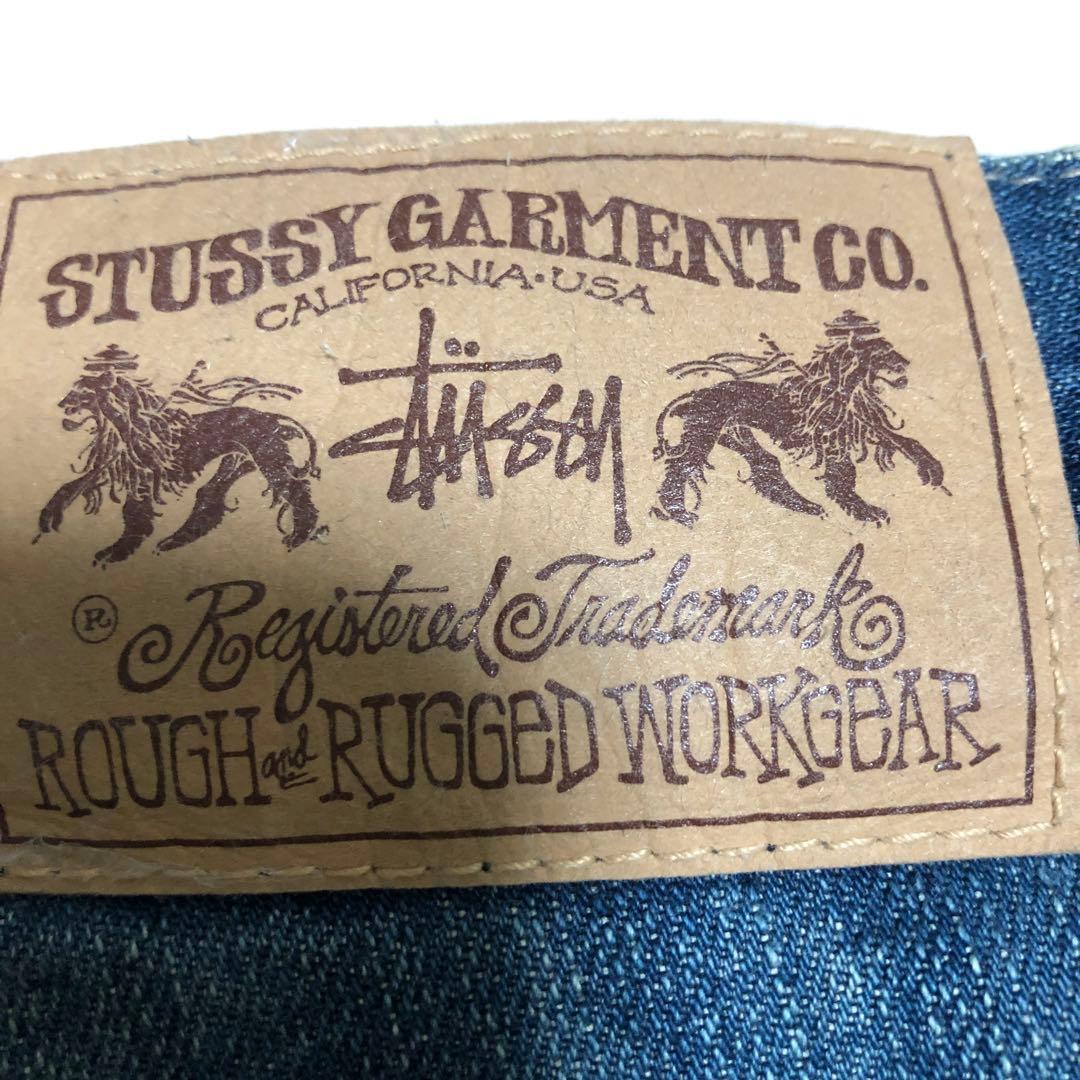 STUSSY GARMENT CO.
CALIFORNIA·USA
Stüssy
® Registered Trademark
ROUGH and RUGGeD WORKGeAR